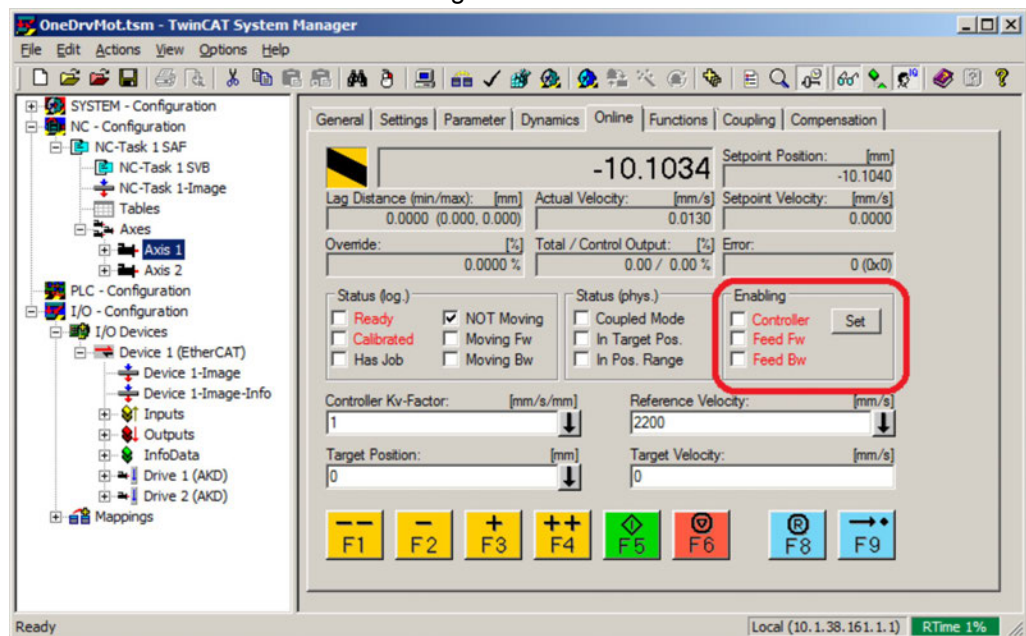 OneDrvMot.tsm - TwinCAT System Manager
File Edit Actions View Options Help
SYSTEM - Configuration
NC - Configuration
NC-Task 1 SAF
NC-Task 1 SVB
NC-Task 1-Image
Tables
Axes
Axis 1
Axis 2
PLC - Configuration
I/O - Configuration
I/O Devices
Device 1 (EtherCAT)
Device 1-Image
Device 1-Image-Info
Inputs
Outputs
InfoData
Drive 1 (AKD)
Drive 2 (AKD)
Mappings
General Settings Parameter Dynamics Online Functions Coupling Compensation
-10.1034
Setpoint Position: [mm]
-10.1040
Lag Distance (min/max): [mm] Actual Velocity: [mm/s] Setpoint Velocity: [mm/s]
0.0000 (0.000, 0.000) 0.0130 0.0000
Override: [%] Total / Control Output: [%] Error:
0.0000 % 0.00 / 0.00 % 0 (0x0)
Status (log.) Status (phys.) Enabling
Ready NOT Moving Coupled Mode Controller Set
Calibrated Moving Fw In Target Pos. Feed Fw
Has Job Moving Bw In Pos. Range Feed Bw
Controller Kv-Factor: [mm/s/mm] Reference Velocity: [mm/s]
1 2200
Target Position: [mm] Target Velocity: [mm/s]
0 0
-- - + ++ R
F1 F2 F3 F4 F5 F6 F8 F9
Ready Local (10.1.38.161.1.1) RTime 1%